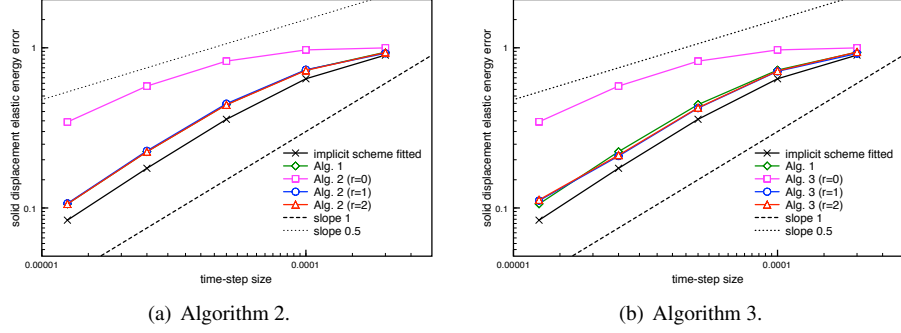 solid displacement elastic energy error
1
0.1
0.00001
0.0001
time-step size
implicit scheme fitted
Alg. 1
Alg. 2 (r=0)
Alg. 2 (r=1)
Alg. 2 (r=2)
slope 1
slope 0.5
(a) Algorithm 2.
solid displacement elastic energy error
1
0.1
0.00001
0.0001
time-step size
implicit scheme fitted
Alg. 1
Alg. 3 (r=0)
Alg. 3 (r=1)
Alg. 3 (r=2)
slope 1
slope 0.5
(b) Algorithm 3.